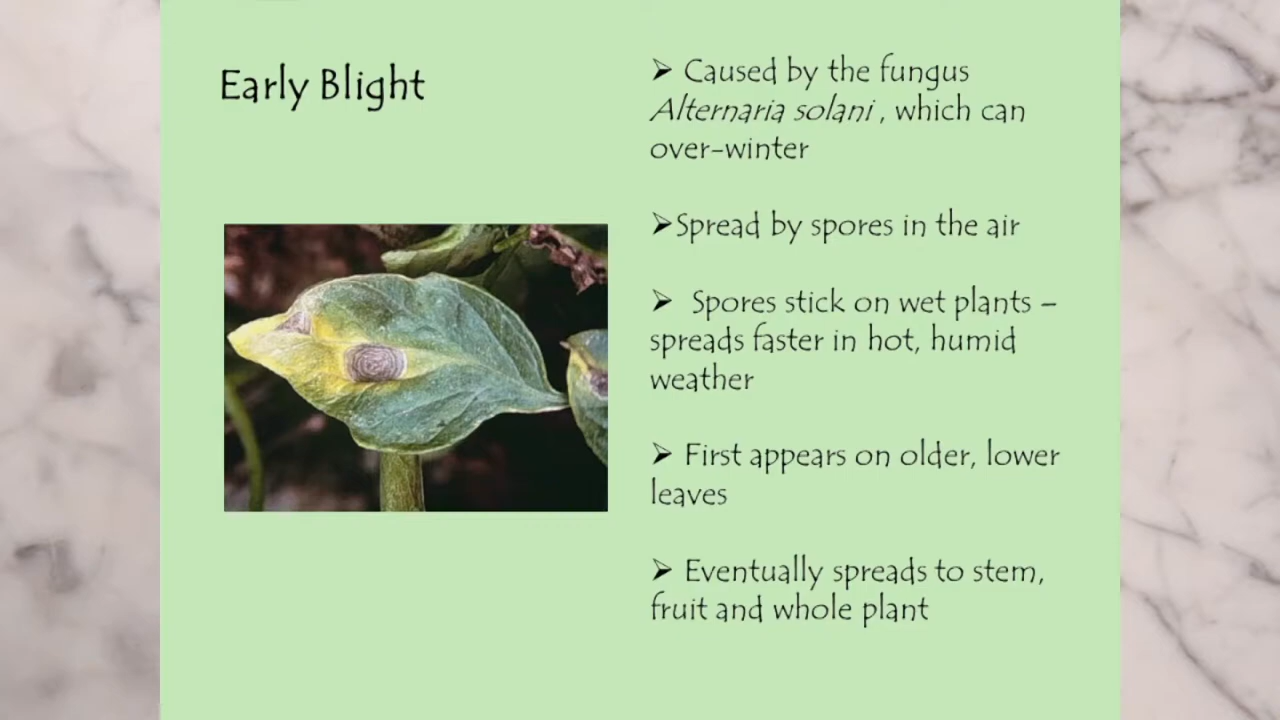 Early Blight
➢ Caused by the fungus
Alternaria solani , which can
over-winter
➢Spread by spores in the air
➢ Spores stick on wet plants –
spreads faster in hot, humid
weather
➢ First appears on older, lower
leaves
➢ Eventually spreads to stem,
fruit and whole plant